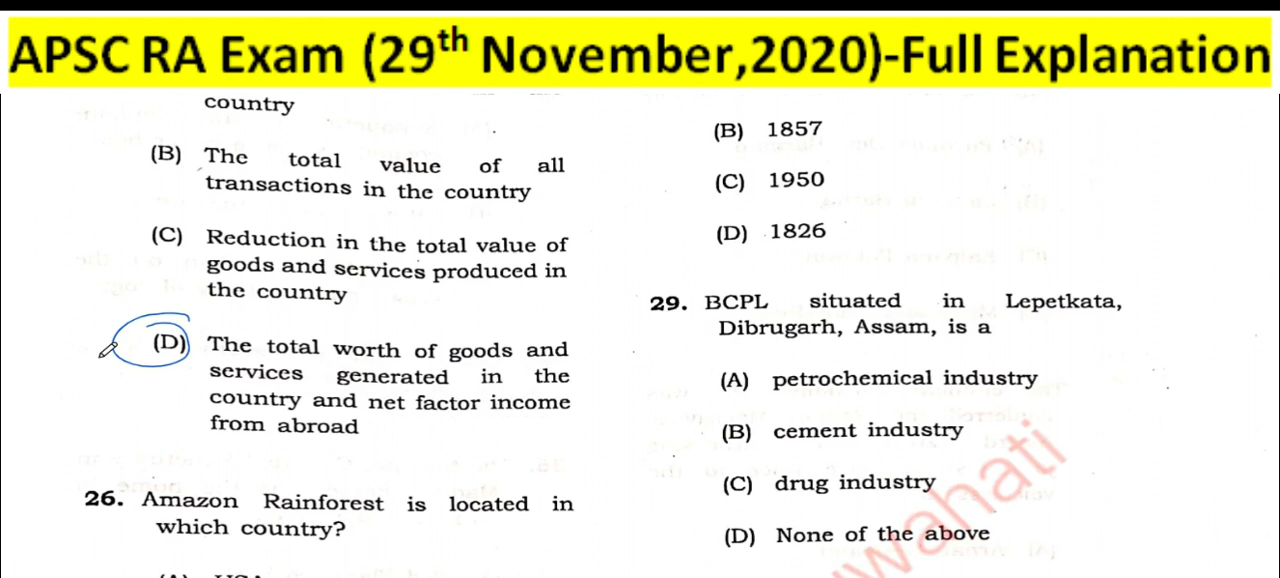 APSC RA Exam (29th November,2020)-Full Explanation
country
(B) The total value of all
transactions in the country
(C) Reduction in the total value of
goods and services produced in
the country
(D) The total worth of goods and
services generated in the
country and net factor income
from abroad
26. Amazon Rainforest is located in
which country?
(B) 1857
(C) 1950
(D) 1826
29. BCPL situated in Lepetkata,
Dibrugarh, Assam, is a
(A) petrochemical industry
(B) cement industry
(C) drug industry
(D) None of the above
wahati